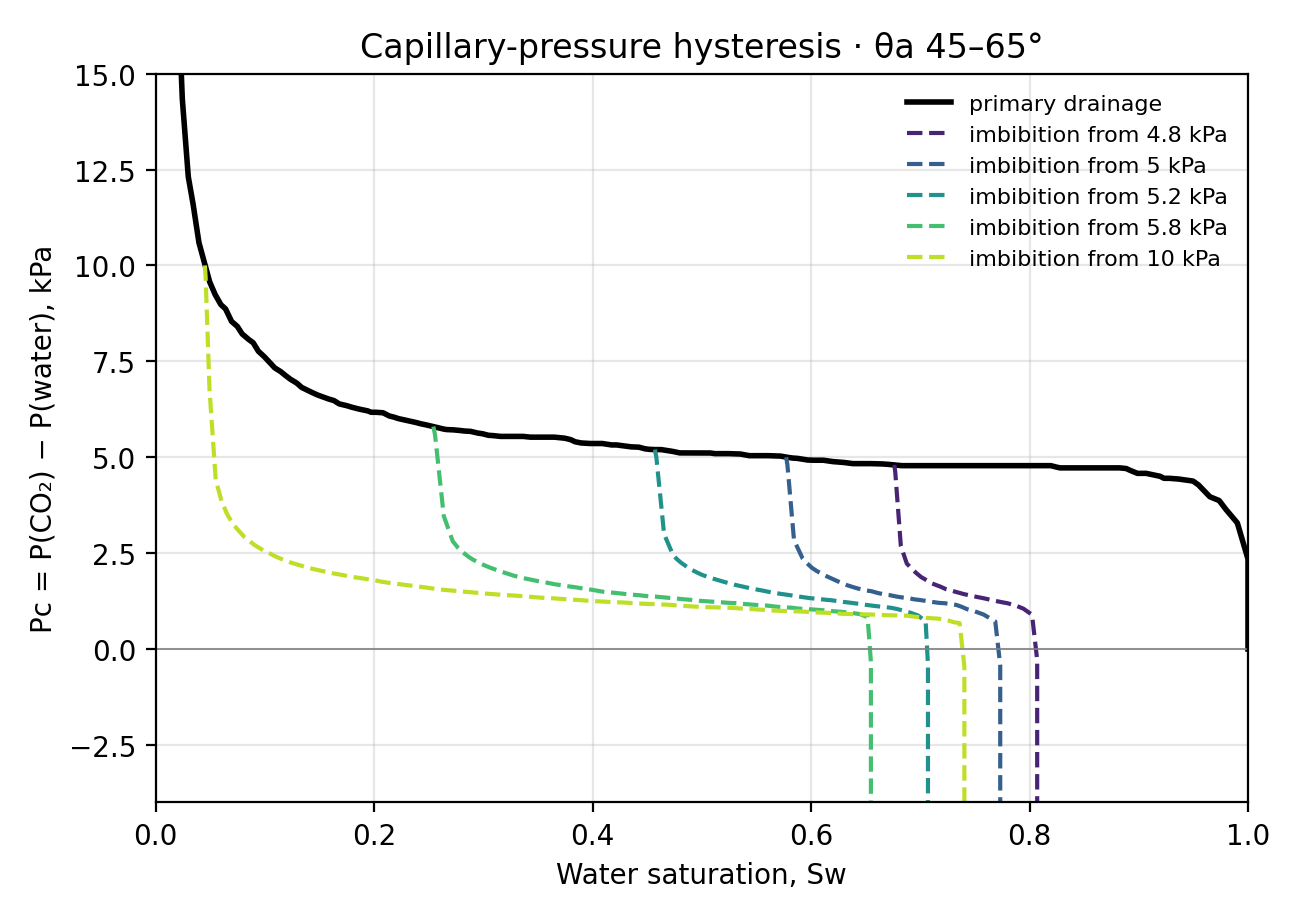 Capillary-pressure hysteresis · θa 45–65°
15.0
12.5
10.0
7.5
5.0
2.5
0.0
−2.5
Pc = P(CO₂) − P(water), kPa
primary drainage
imbibition from 4.8 kPa
imbibition from 5 kPa
imbibition from 5.2 kPa
imbibition from 5.8 kPa
imbibition from 10 kPa
0.0 0.2 0.4 0.6 0.8 1.0
Water saturation, Sw